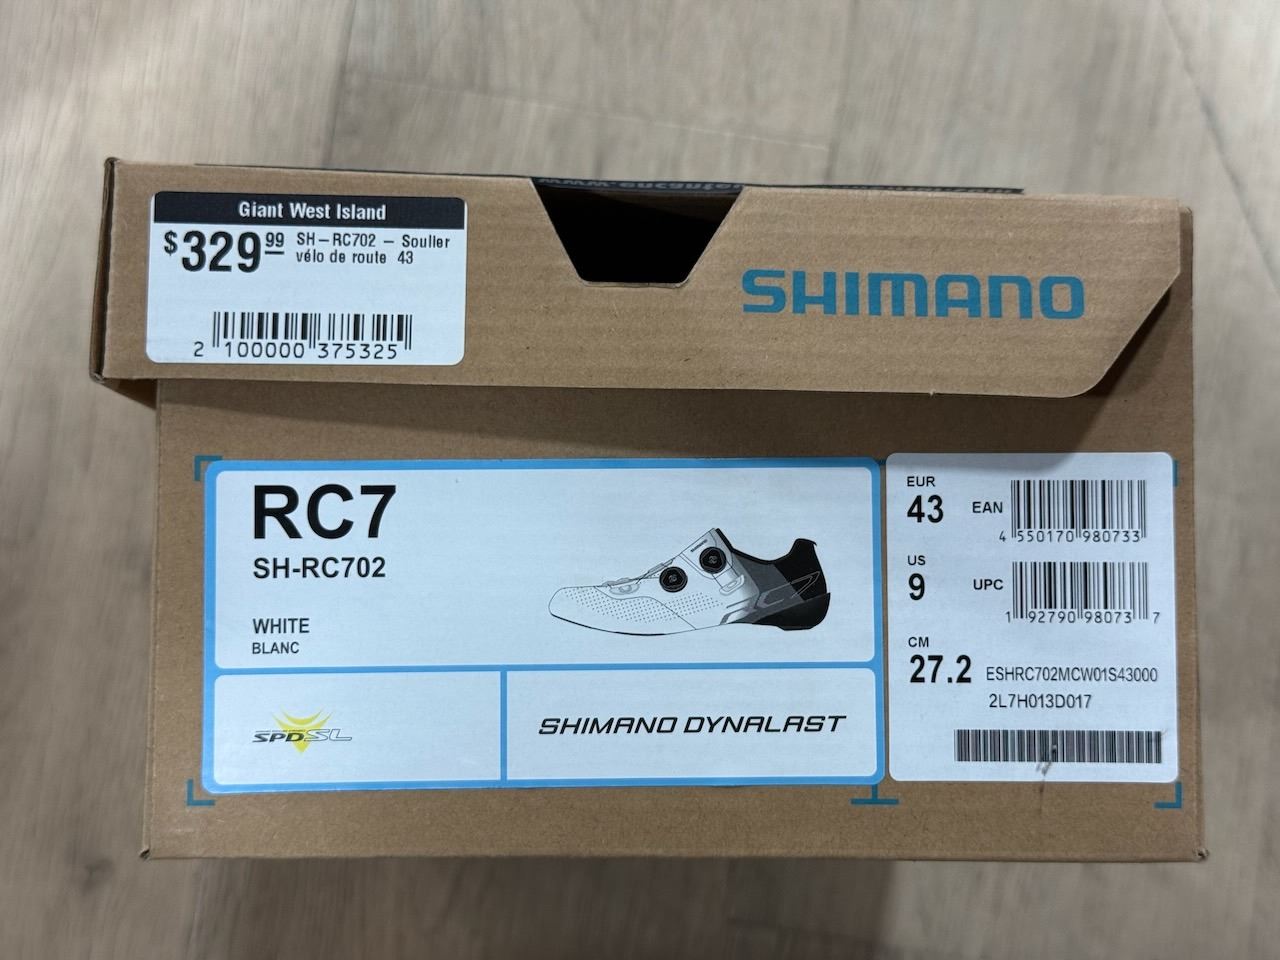 Giant West Island
$329.99
SH-RC702 - Souller
vélo de route 43
2 100000 375325
SHIMANO
RC7
SH-RC702
WHITE
BLANC
SHIMANO
SPD-SL
SHIMANO DYNALAST
EUR
43
EAN
4 550170 980733
US
9
UPC
1 92790 98073 7
CM
27.2
ESHRC702MCW01S43000
2L7H013D017